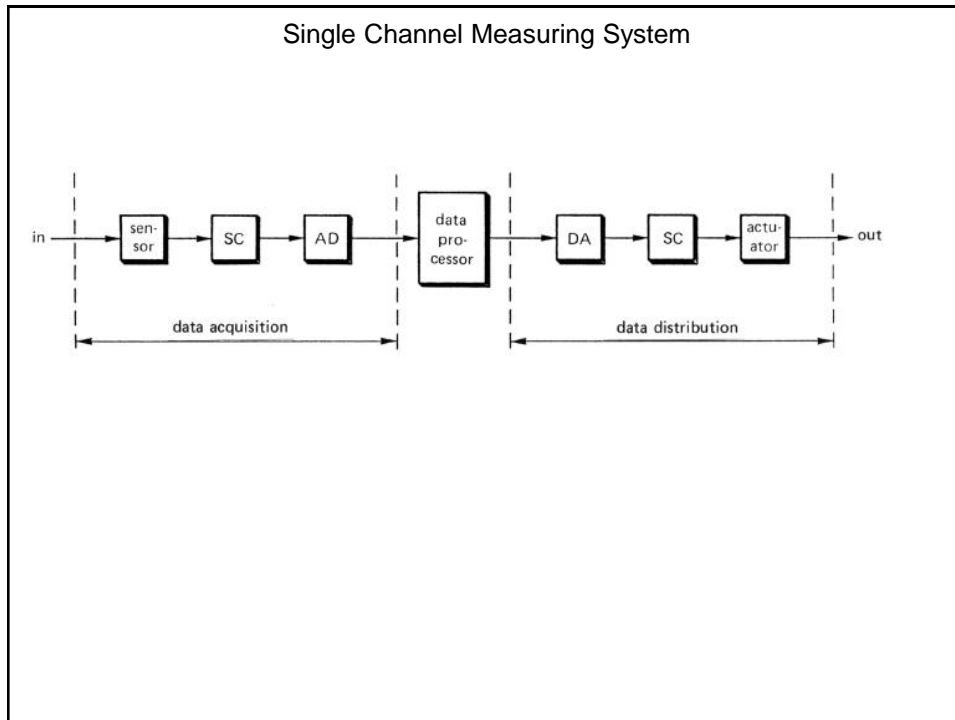 Single Channel Measuring System
in
sen-
sor
SC
AD
data
pro-
cessor
DA
SC
actu-
ator
out
data acquisition
data distribution